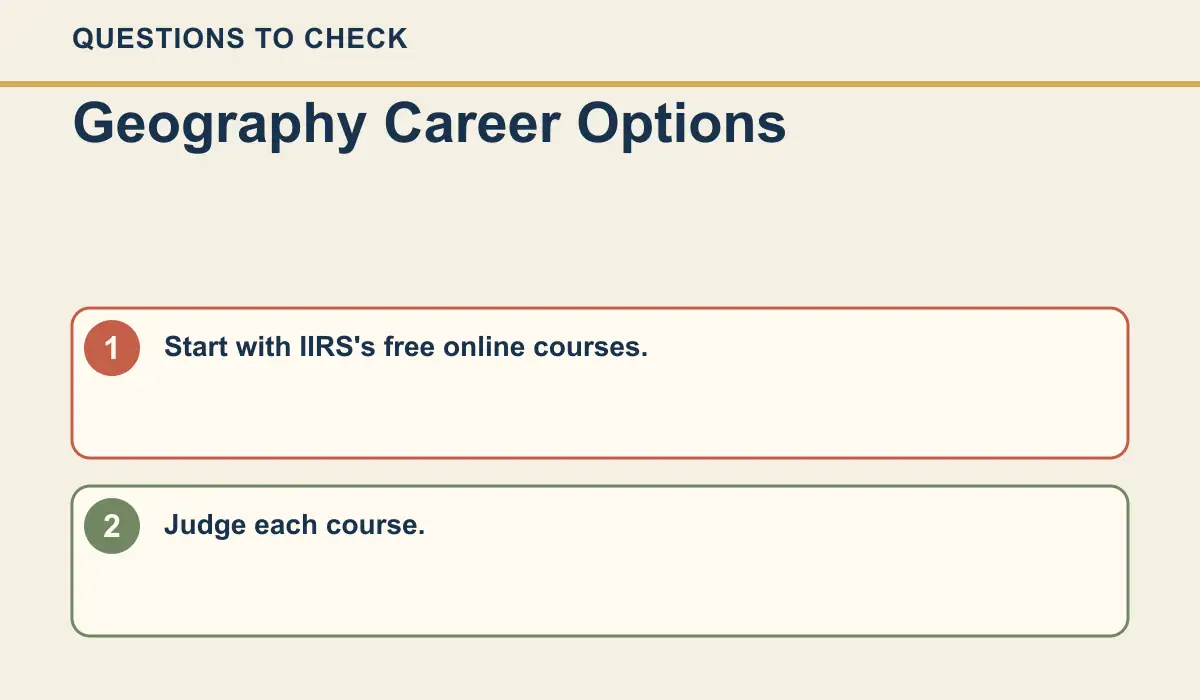 QUESTIONS TO CHECK
Geography Career Options
1 Start with IIRS's free online courses.
2 Judge each course.